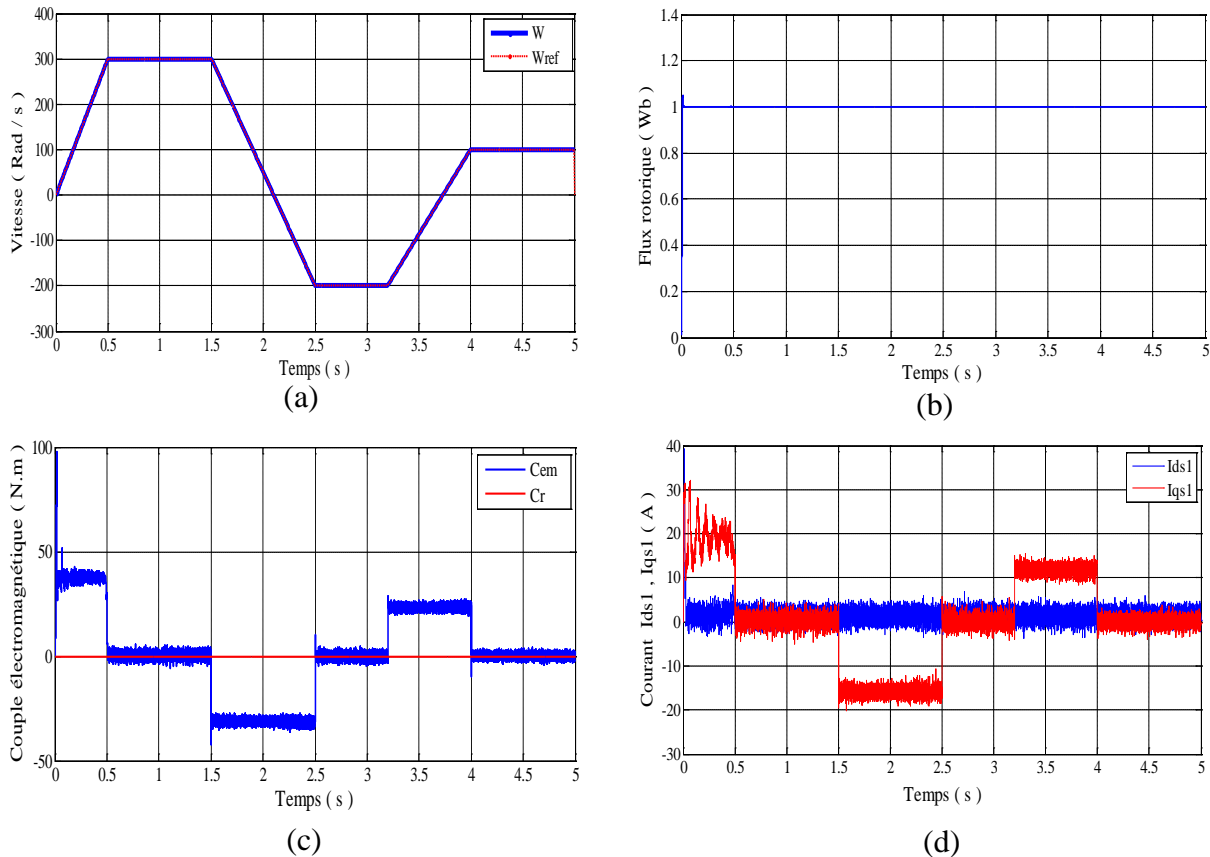 400
300
200
100
0
-100
-200
-300
Vitesse ( Rad / s )
W
Wref
0 0.5 1 1.5 2 2.5 3 3.5 4 4.5 5
Temps ( s )
(a)
1.4
1.2
1
0.8
0.6
0.4
0.2
0
Flux rotorique ( Wb )
0 0.5 1 1.5 2 2.5 3 3.5 4 4.5 5
Temps ( s )
(b)
100
50
0
-50
Couple électromagnétique ( N.m )
Cem
Cr
0 0.5 1 1.5 2 2.5 3 3.5 4 4.5 5
Temps ( s )
(c)
40
30
20
10
0
-10
-20
-30
Courant Ids1 , Iqs1 ( A )
Ids1
Iqs1
0 0.5 1 1.5 2 2.5 3 3.5 4 4.5 5
Temps ( s )
(d)